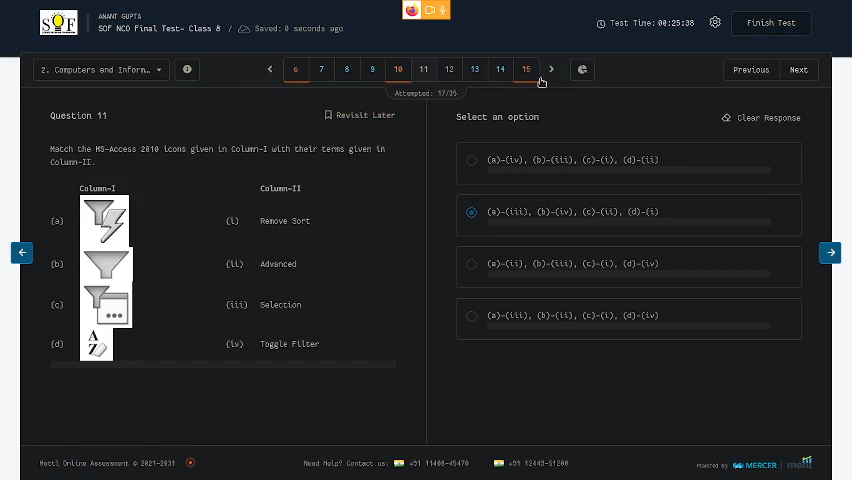 SOF
ANANT GUPTA
SOF NCO Final Test- Class 8
Saved: 0 seconds ago
Test Time: 00:25:38
Finish Test
2. Computers and Inform...
6 7 8 9 10 11 12 13 14 15
Previous
Next
Attempted: 17/35
Question 11
Revisit Later
Match the MS-Access 2010 icons given in Column-I with their terms given in
Column-II.
Column-I Column-II
(a) (i) Remove Sort
(b) (ii) Advanced
(c) (iii) Selection
(d) A Z (iv) Toggle Filter
Select an option
Clear Response
(a)-(iv), (b)-(iii), (c)-(i), (d)-(ii)
(a)-(iii), (b)-(iv), (c)-(ii), (d)-(i)
(a)-(ii), (b)-(iii), (c)-(i), (d)-(iv)
(a)-(iii), (b)-(ii), (c)-(i), (d)-(iv)
Mettl Online Assessment © 2021-2031
Need Help? Contact us: +91 11408-45470 +91 12449-51200
Powered by MERCER mettl